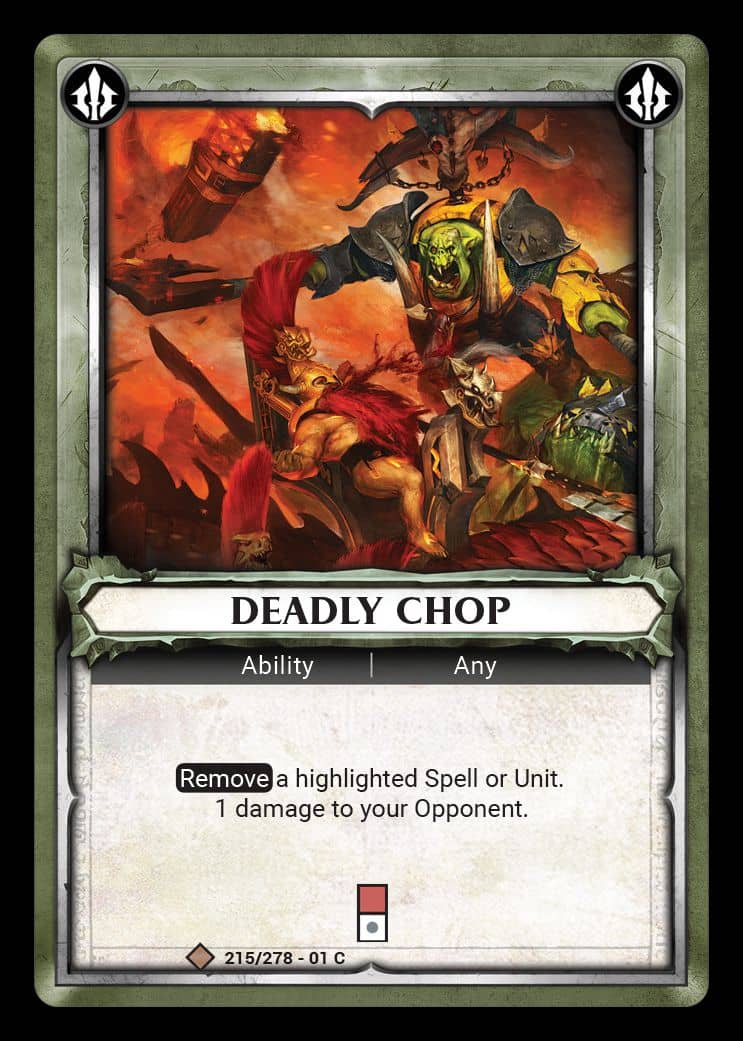 DEADLY CHOP
Ability | Any
Remove a highlighted Spell or Unit.
1 damage to your Opponent.
215/278 - 01 C